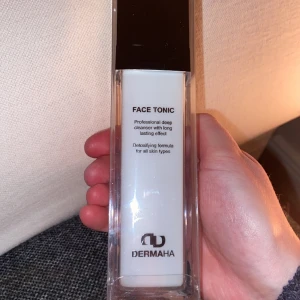 FACE TONIC
Professional deep
cleanser with long
lasting effect
Detoxifying formula
for all skin types.
DERMAHA